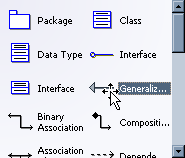 Package
Class
Data Type
Interface
Interface
Generaliz...
Binary
Association
Compositi...
Association
Depende